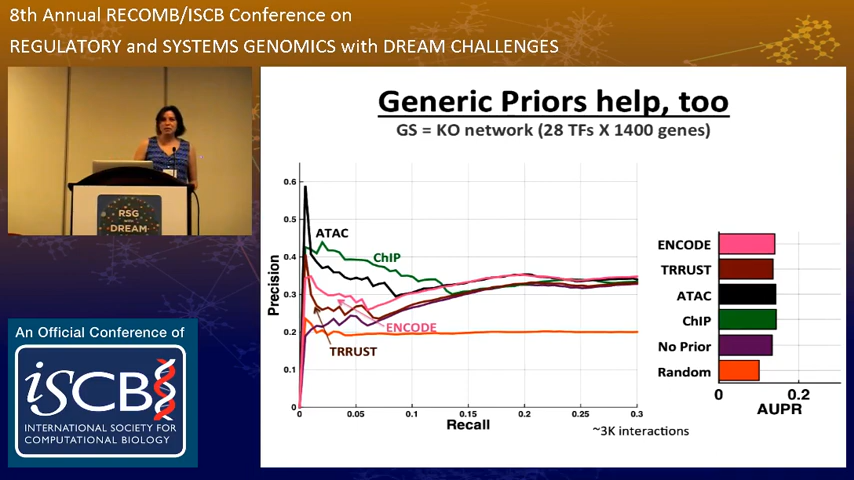 8th Annual RECOMB/ISCB Conference on
REGULATORY and SYSTEMS GENOMICS with DREAM CHALLENGES
RSG
with
DREAM
An Official Conference of
iSCB
INTERNATIONAL SOCIETY FOR
COMPUTATIONAL BIOLOGY
Generic Priors help, too
GS = KO network (28 TFs X 1400 genes)
Precision
0.6
0.5
0.4
0.3
0.2
0.1
0
ATAC
ChIP
ENCODE
TRRUST
0
0.05
0.1
0.15
0.2
0.25
0.3
Recall
~3K interactions
ENCODE
TRRUST
ATAC
ChIP
No Prior
Random
0
0.2
AUPR